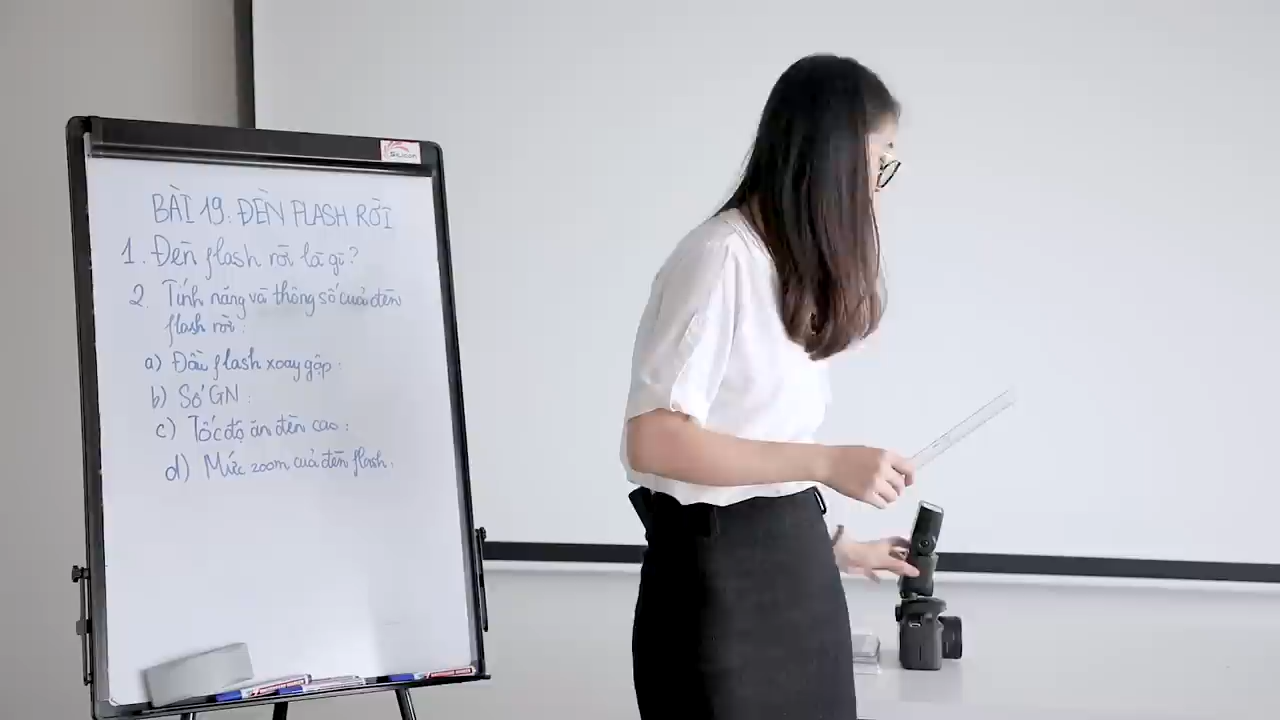 BÀI 19. ĐÈN FLASH RỜI
1. Đèn flash rời là gì?
2. Tính năng và thông số của đèn
flash rời:
a) Đầu flash xoay gập:
b) Số GN:
c) Tốc độ ăn đèn cao:
d) Mức zoom của đèn flash.